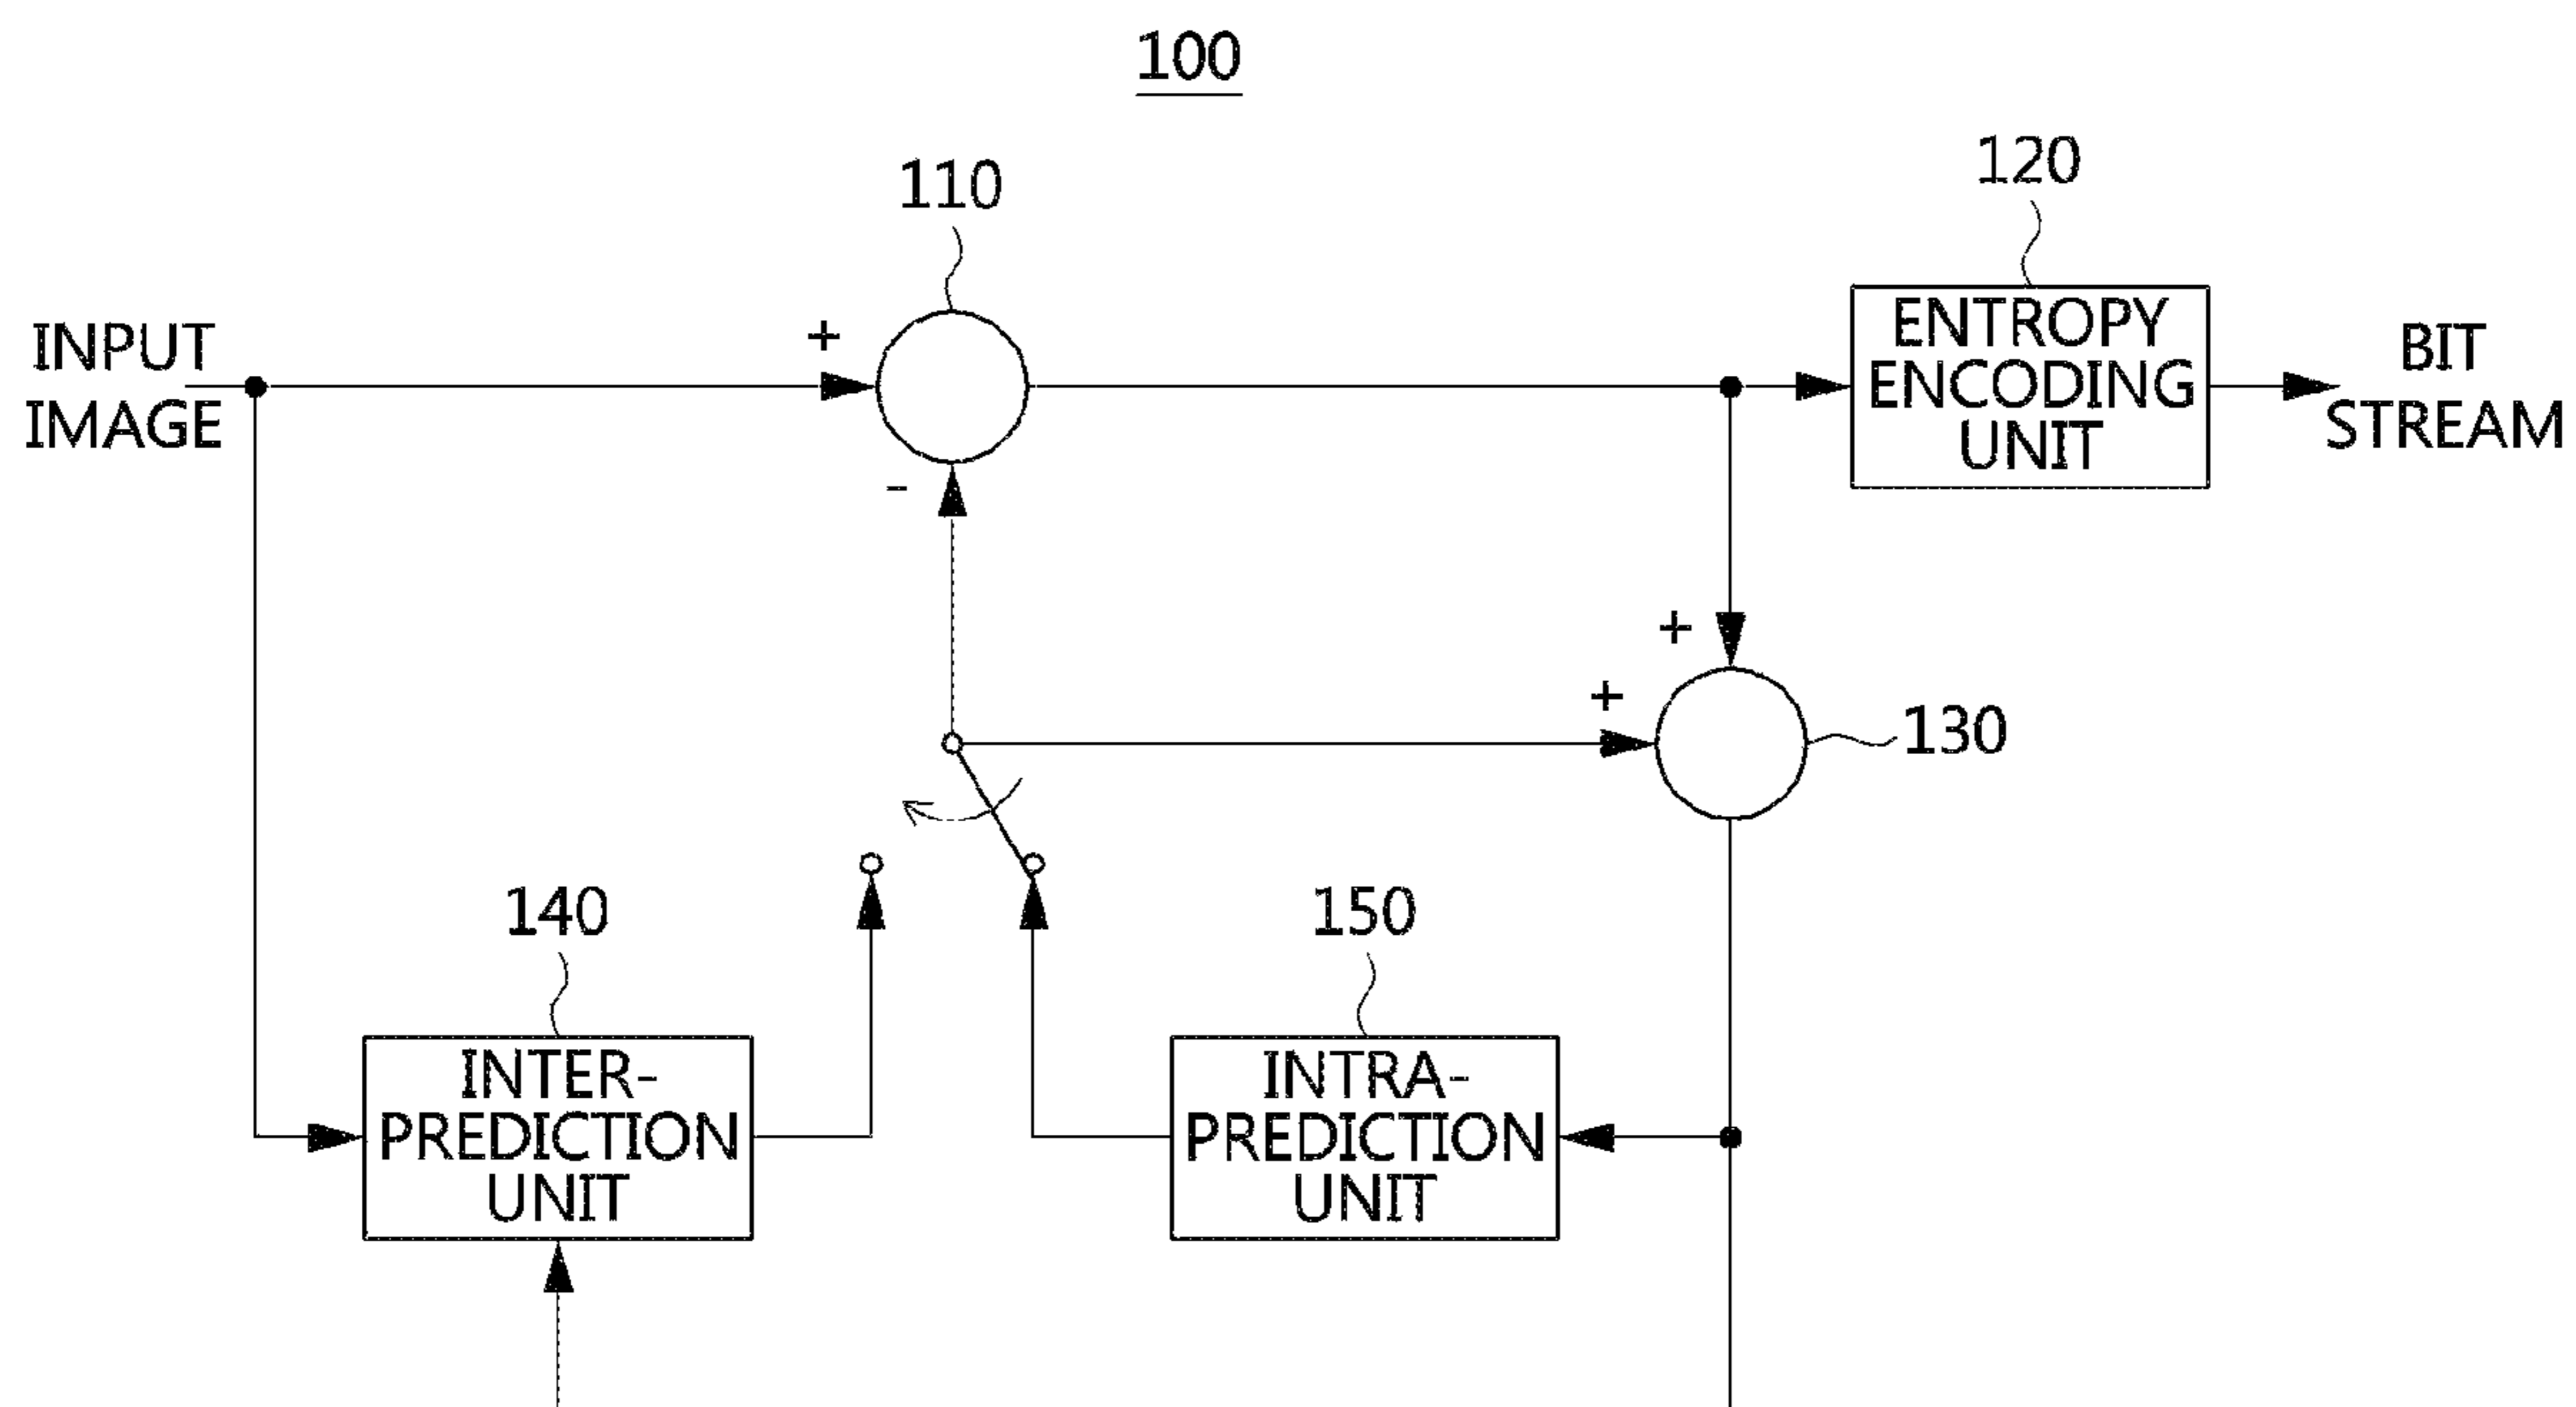 100
110
120
INPUT
IMAGE
+
-
ENTROPY
ENCODING
UNIT
BIT
STREAM
+
+
130
140
150
INTER-
PREDICTION
UNIT
INTRA-
PREDICTION
UNIT